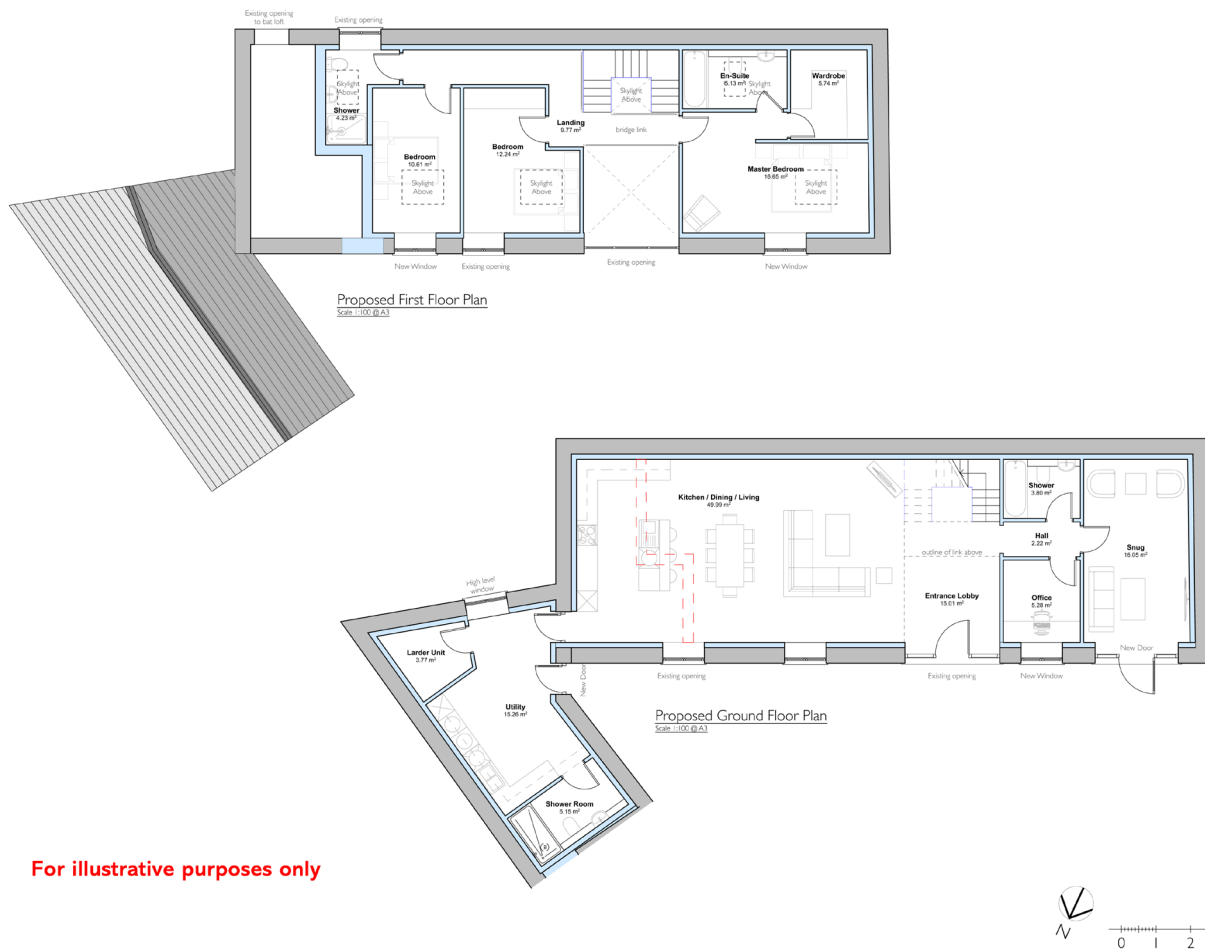 Existing opening
to bat loft
Existing opening
Skylight
Above
Shower
4.23 m²
Bedroom
10.61 m²
Skylight
Above
Bedroom
12.24 m²
Skylight
Above
Landing
9.77 m²
Skylight
Above
bridge link
En-Suite
6.13 m²
Skylight
Above
Wardrobe
5.74 m²
Master Bedroom
Skylight
Above
New Window
Existing opening
Existing opening
New Window
Proposed First Floor Plan
Scale 1:100 @ A3
Kitchen / Dining / Living
49.99 m²
outline of link above
Entrance Lobby
15.01 m²
Shower
3.80 m²
Hall
2.22 m²
Office
5.28 m²
Snug
16.05 m²
New Door
High level
window
Larder Unit
3.77 m²
New Door
Utility
15.26 m²
Shower Room
5.15 m²
Existing opening
Existing opening
New Window
Proposed Ground Floor Plan
Scale 1:100 @ A3
For illustrative purposes only
N
0 1 2